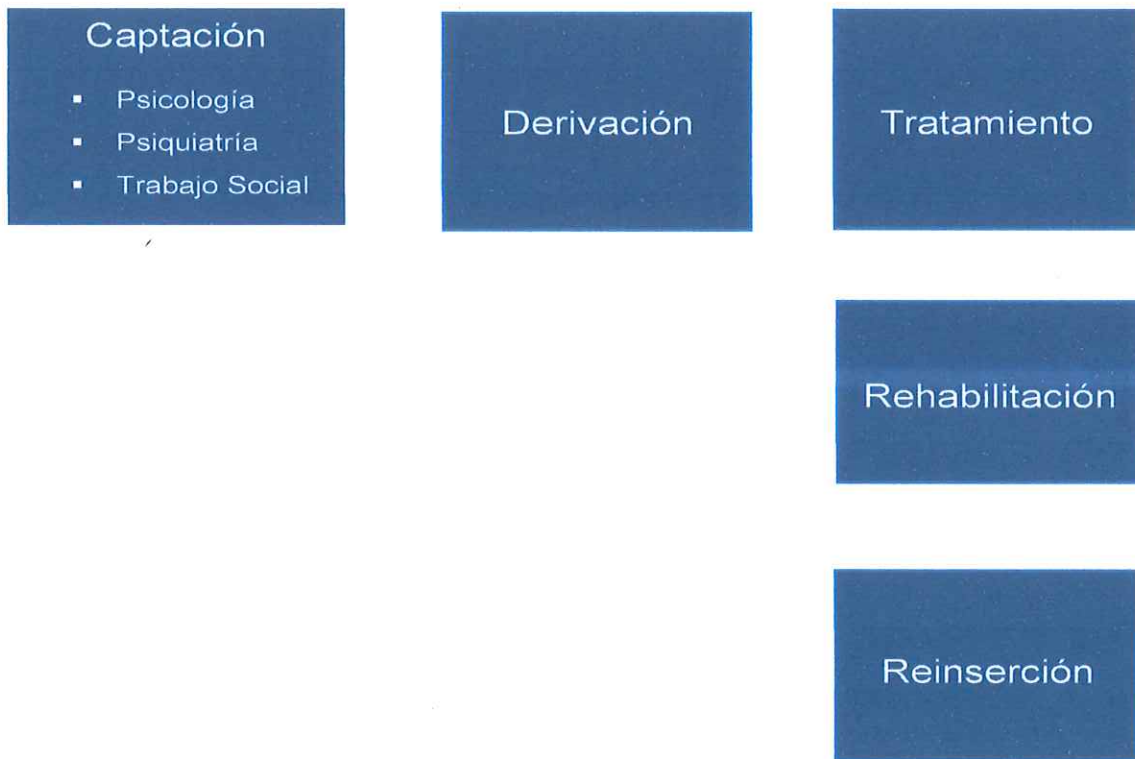 Captación
▪ Psicología
▪ Psiquiatría
▪ Trabajo Social
Derivación
Tratamiento
Rehabilitación
Reinserción